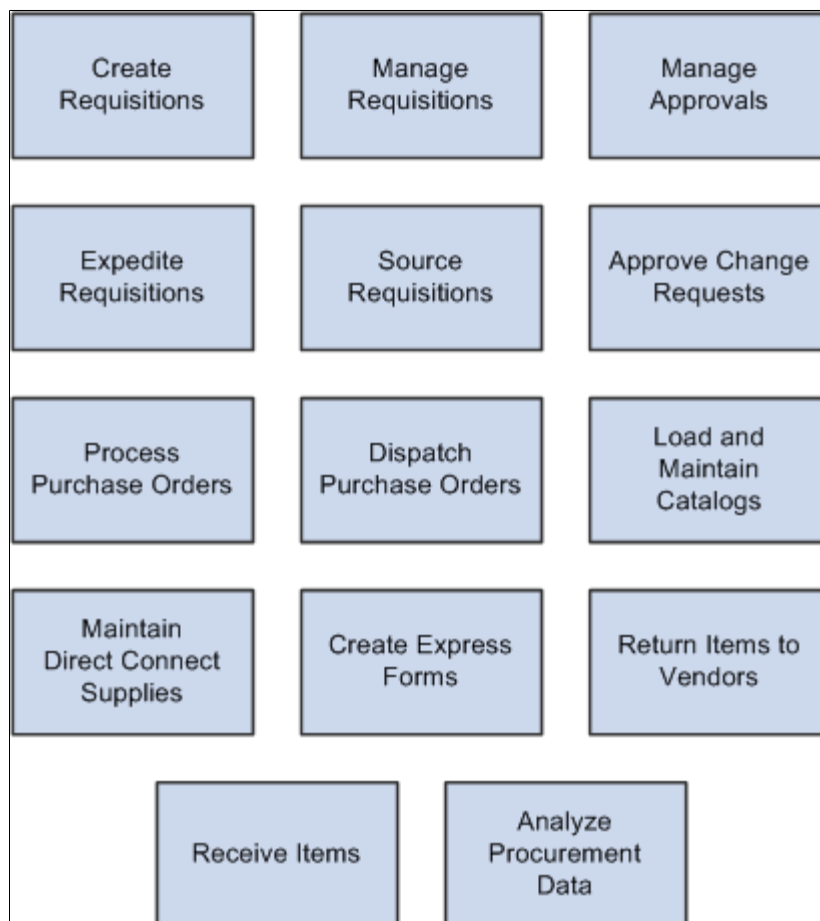 Create
Requisitions
Manage
Requisitions
Manage
Approvals
Expedite
Requisitions
Source
Requisitions
Approve Change
Requests
Process
Purchase Orders
Dispatch
Purchase Orders
Load and
Maintain
Catalogs
Maintain
Direct Connect
Supplies
Create Express
Forms
Return Items to
Vendors
Receive Items
Analyze
Procurement
Data